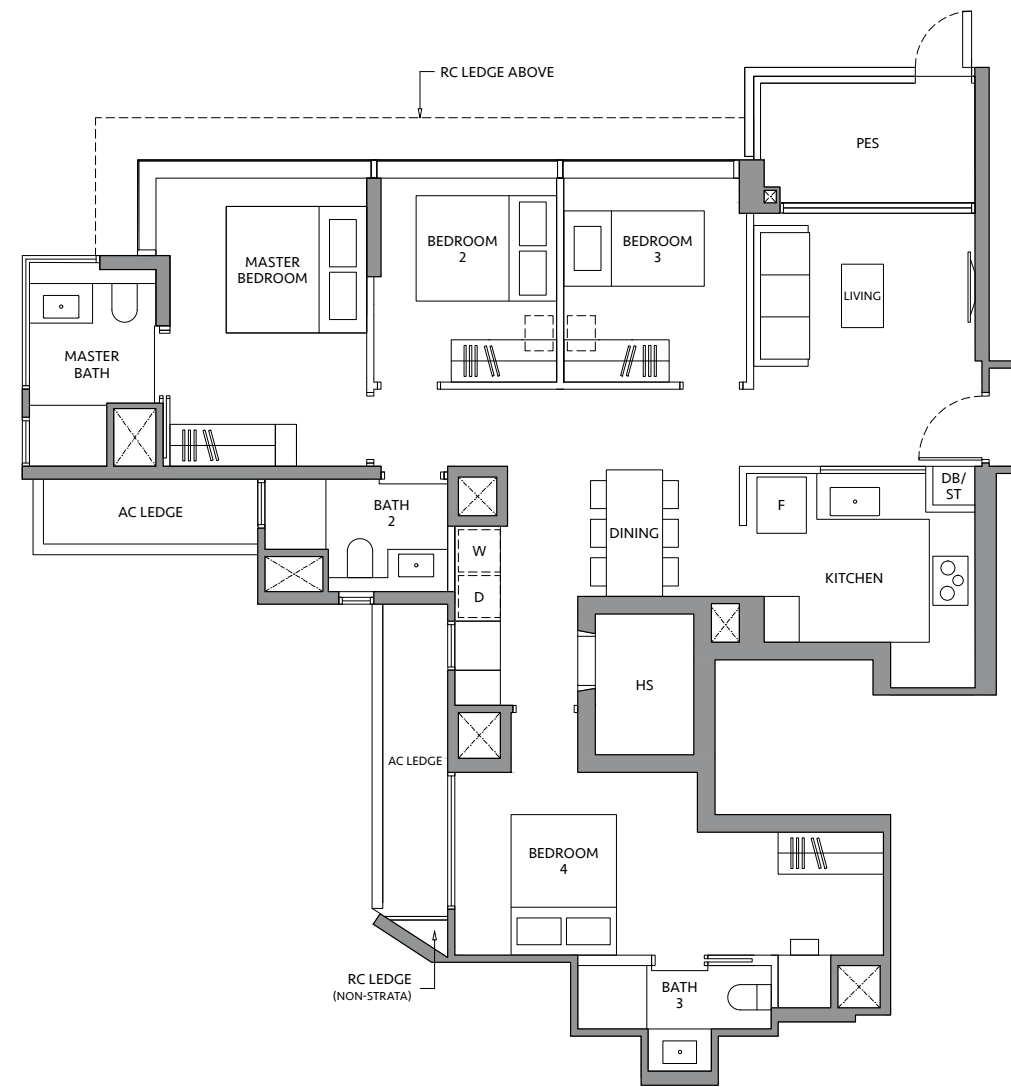 RC LEDGE ABOVE
PES
MASTER
BEDROOM
BEDROOM
2
BEDROOM
3
LIVING
MASTER
BATH
AC LEDGE
BATH
2
W
D
DINING
F
DB/
ST
KITCHEN
HS
AC LEDGE
BEDROOM
4
RC LEDGE
(NON-STRATA)
BATH
3